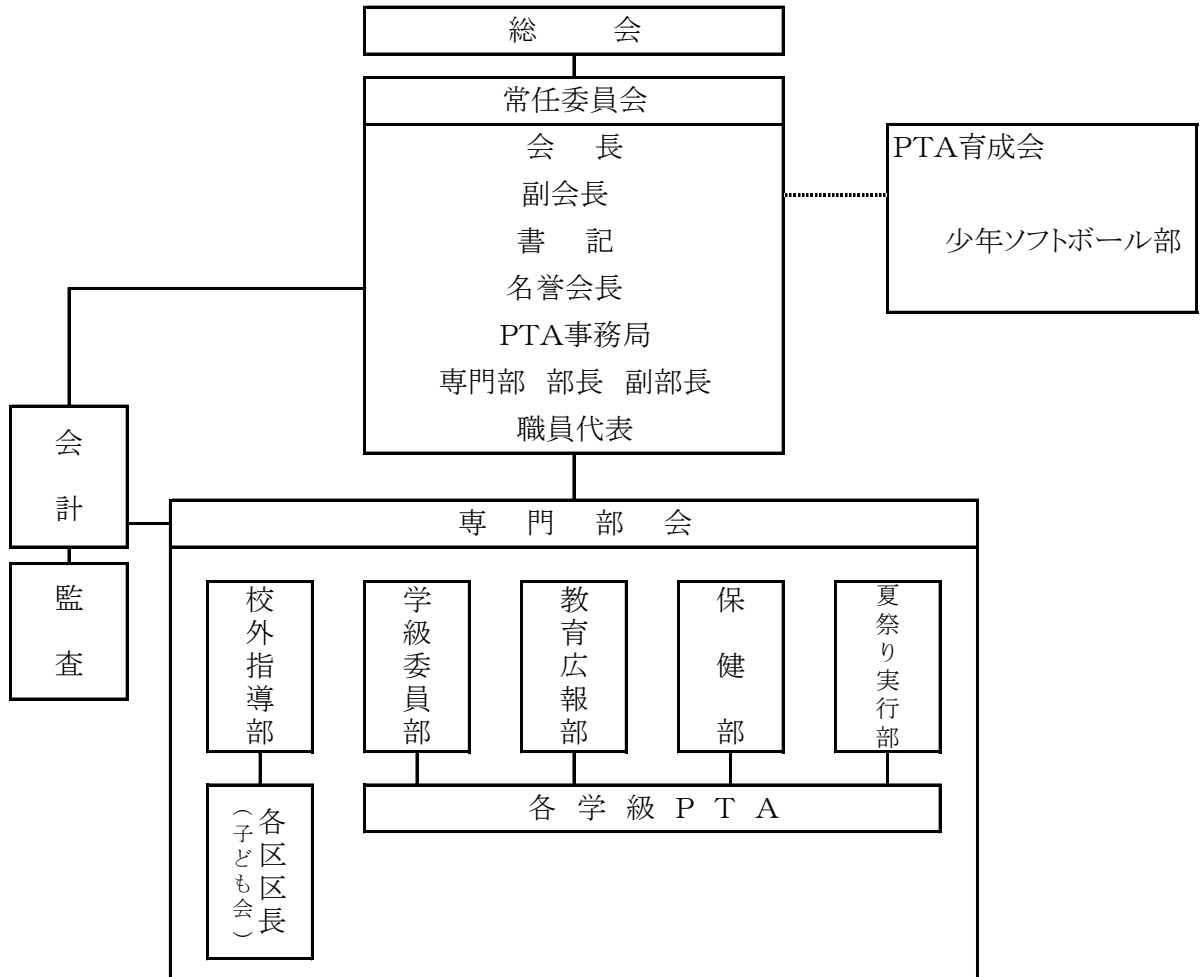 総会
常任委員会
会長
副会長
書記
名誉会長
PTA事務局
専門部 部長 副部長
職員代表
PTA育成会
少年ソフトボール部
会計
監査
専門部会
校外指導部
学級委員部
教育広報部
保健部
夏祭り実行部
各区区長
（子ども会）
各学級PTA